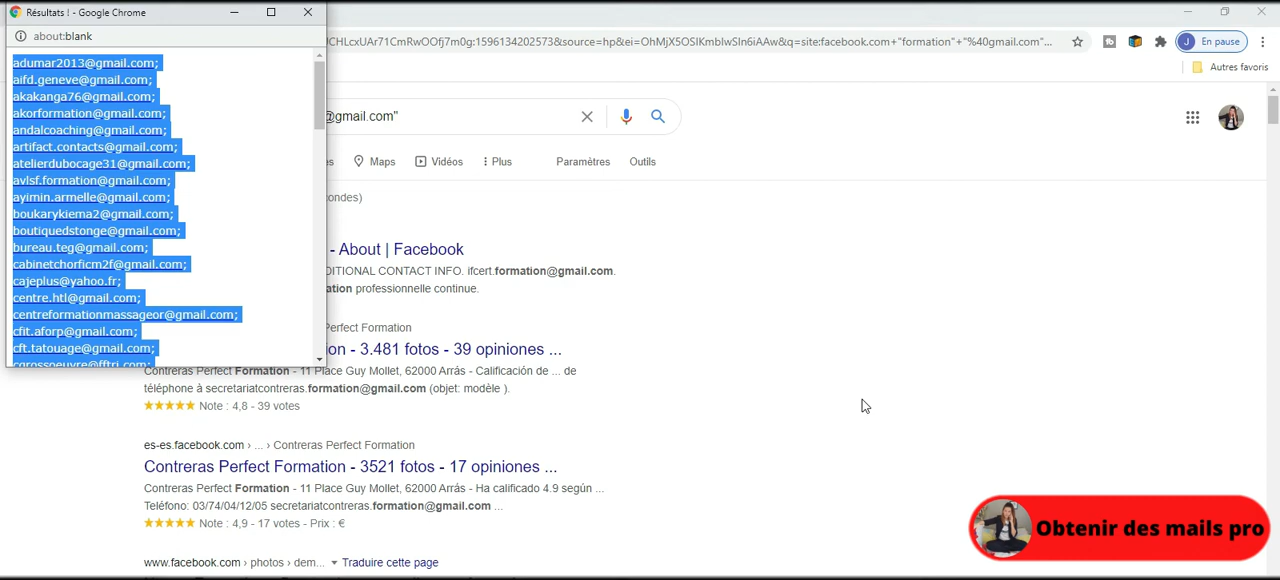 Résultats ! - Google Chrome
about:blank
adumar2013@gmail.com;
aifd.geneve@gmail.com;
akakanga76@gmail.com;
akorformation@gmail.com;
andalcoaching@gmail.com;
artifact.contacts@gmail.com;
atelierdubocage31@gmail.com;
avlsf.formation@gmail.com;
ayimin.armelle@gmail.com;
boukarykiema2@gmail.com;
boutiquedstonge@gmail.com;
bureau.teg@gmail.com;
cabinetchorficm2f@gmail.com;
cajeplus@yahoo.fr;
centre.htl@gmail.com;
centreformationmassageor@gmail.com;
cfit.aforp@gmail.com;
cft.tatouage@gmail.com;
cgrossoeuvre@fftri.com;
CHLcxUAr71CmRwOOfj7m0g:1596134202573&source=hp&ei=OhMjX5OSIKmblwSIn6iAAw&q=site:facebook.com+"formation"+"%40gmail.com"...
J En pause
Autres favoris
@gmail.com"
es Maps Vidéos Plus Paramètres Outils
ondes)
- About | Facebook
DITIONAL CONTACT INFO. ifcert.formation@gmail.com.
ation professionnelle continue.
Perfect Formation
on - 3.481 fotos - 39 opiniones ...
Contreras Perfect Formation - 11 Place Guy Mollet, 62000 Arrás - Calificación de ... de
téléphone à secretariatcontreras.formation@gmail.com (objet: modèle ).
Note : 4,8 - 39 votes
es-es.facebook.com › ... › Contreras Perfect Formation
Contreras Perfect Formation - 3521 fotos - 17 opiniones ...
Contreras Perfect Formation - 11 Place Guy Mollet, 62000 Arrás - Ha calificado 4.9 según ...
Teléfono: 03/74/04/12/05 secretariatcontreras.formation@gmail.com ...
Note : 4,9 - 17 votes - Prix : €
www.facebook.com › photos › dem... Traduire cette page
Obtenir des mails pro